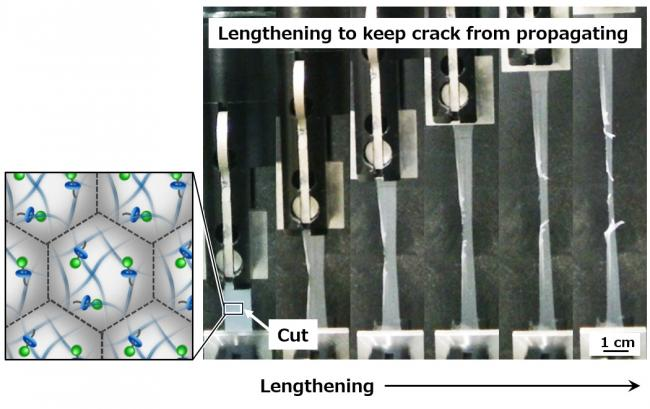 Lengthening to keep crack from propagating
Cut
1 cm
Lengthening